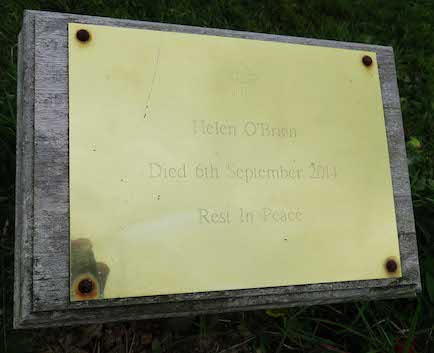 Helen O'Brien
Died 6th September 2014
Rest In Peace